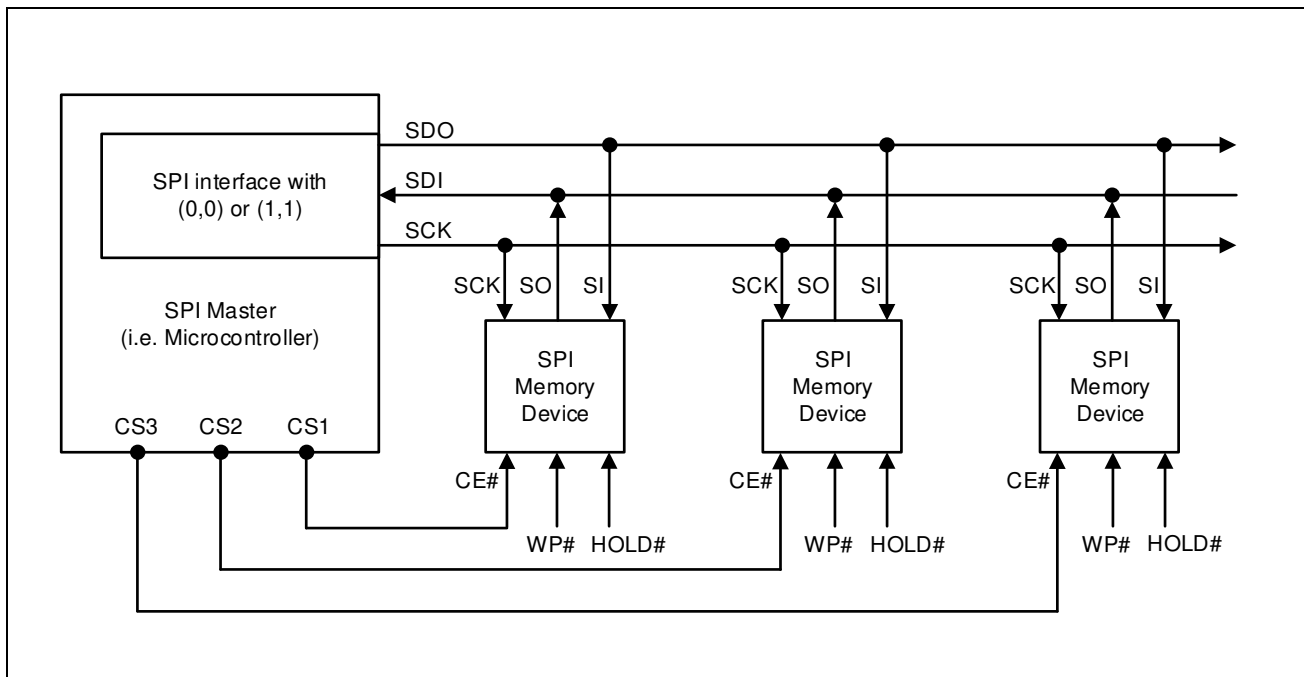 SDO
SDI
SCK
SPI interface with
(0,0) or (1,1)
SPI Master
(i.e. Microcontroller)
CS3 CS2 CS1
SCK SO SI
SPI
Memory
Device
CE#
WP# HOLD#
SCK SO SI
SPI
Memory
Device
CE#
WP# HOLD#
SCK SO SI
SPI
Memory
Device
CE#
WP# HOLD#